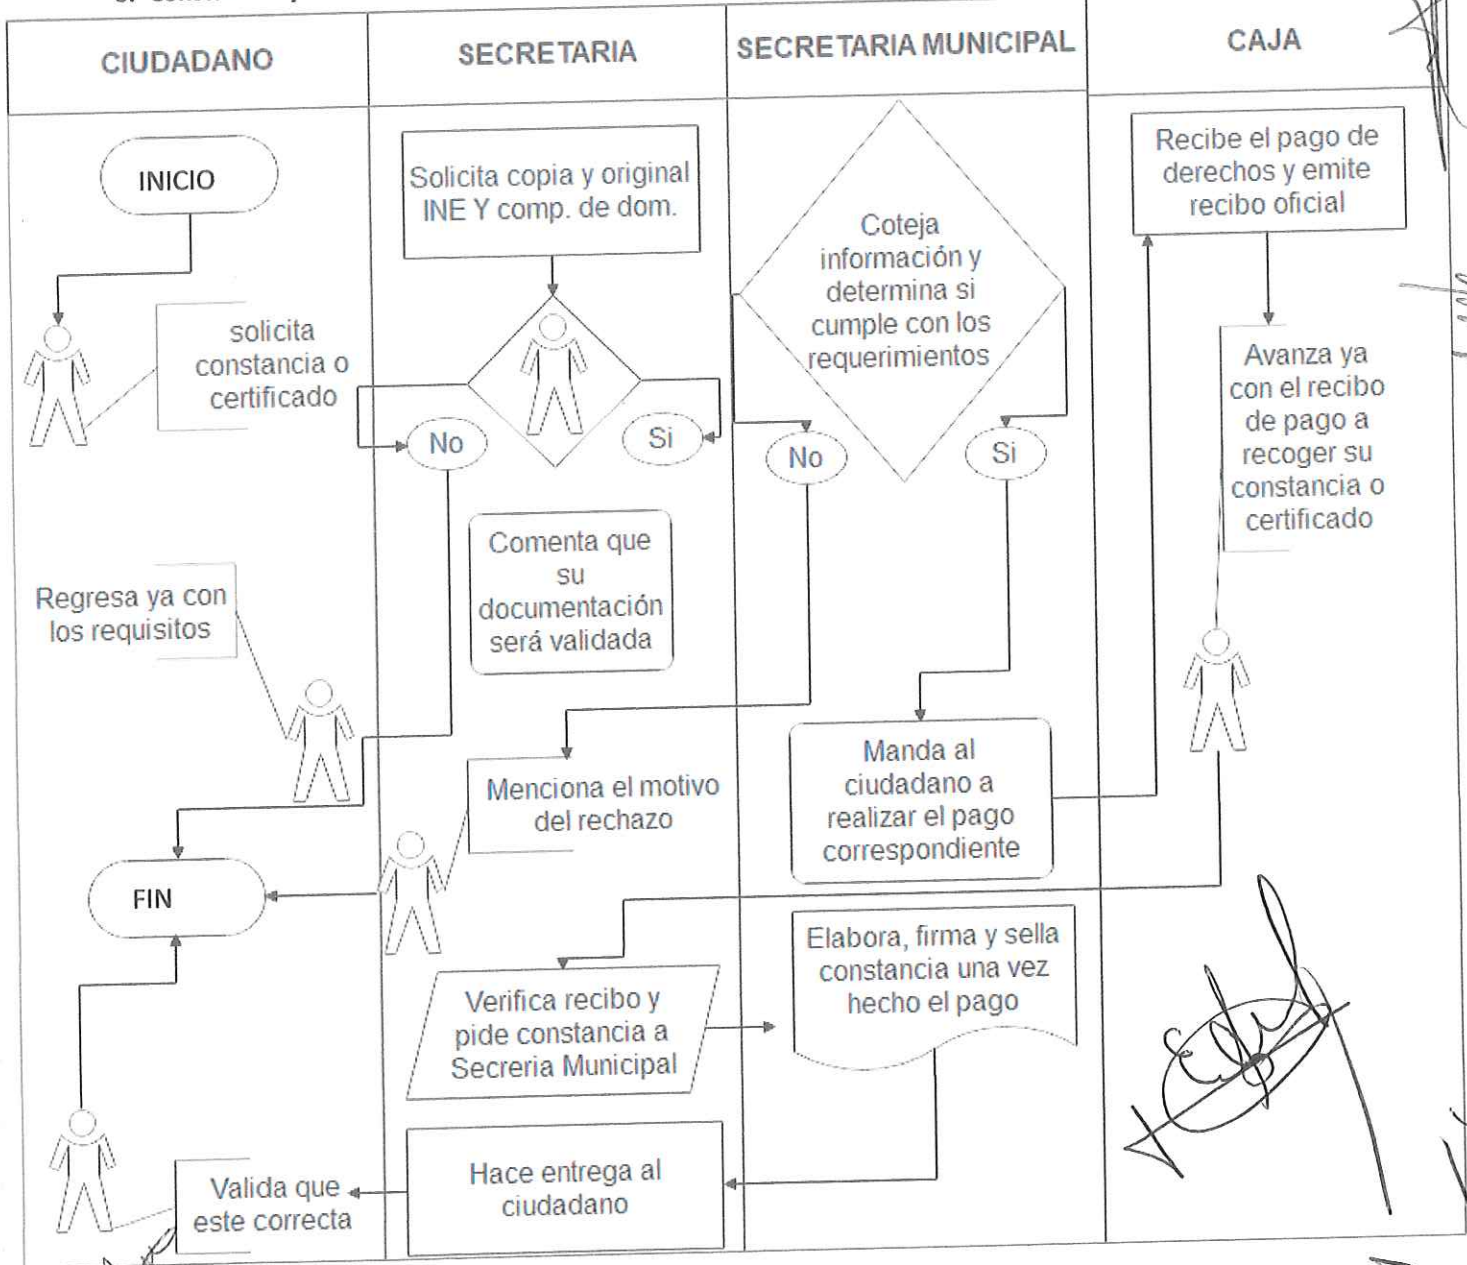 CIUDADANO
SECRETARIA
SECRETARIA MUNICIPAL
CAJA
INICIO
solicita
constancia o
certificado
Regresa ya con
los requisitos
FIN
Valida que
este correcta
Solicita copia y original
INE Y comp. de dom.
No
Si
Comenta que
su
documentación
será validada
Menciona el motivo
del rechazo
Verifica recibo y
pide constancia a
Secreria Municipal
Hace entrega al
ciudadano
Coteja
información y
determina si
cumple con los
requerimientos
No
Si
Manda al
ciudadano a
realizar el pago
correspondiente
Elabora, firma y sella
constancia una vez
hecho el pago
Recibe el pago de
derechos y emite
recibo oficial
Avanza ya
con el recibo
de pago a
recoger su
constancia o
certificado